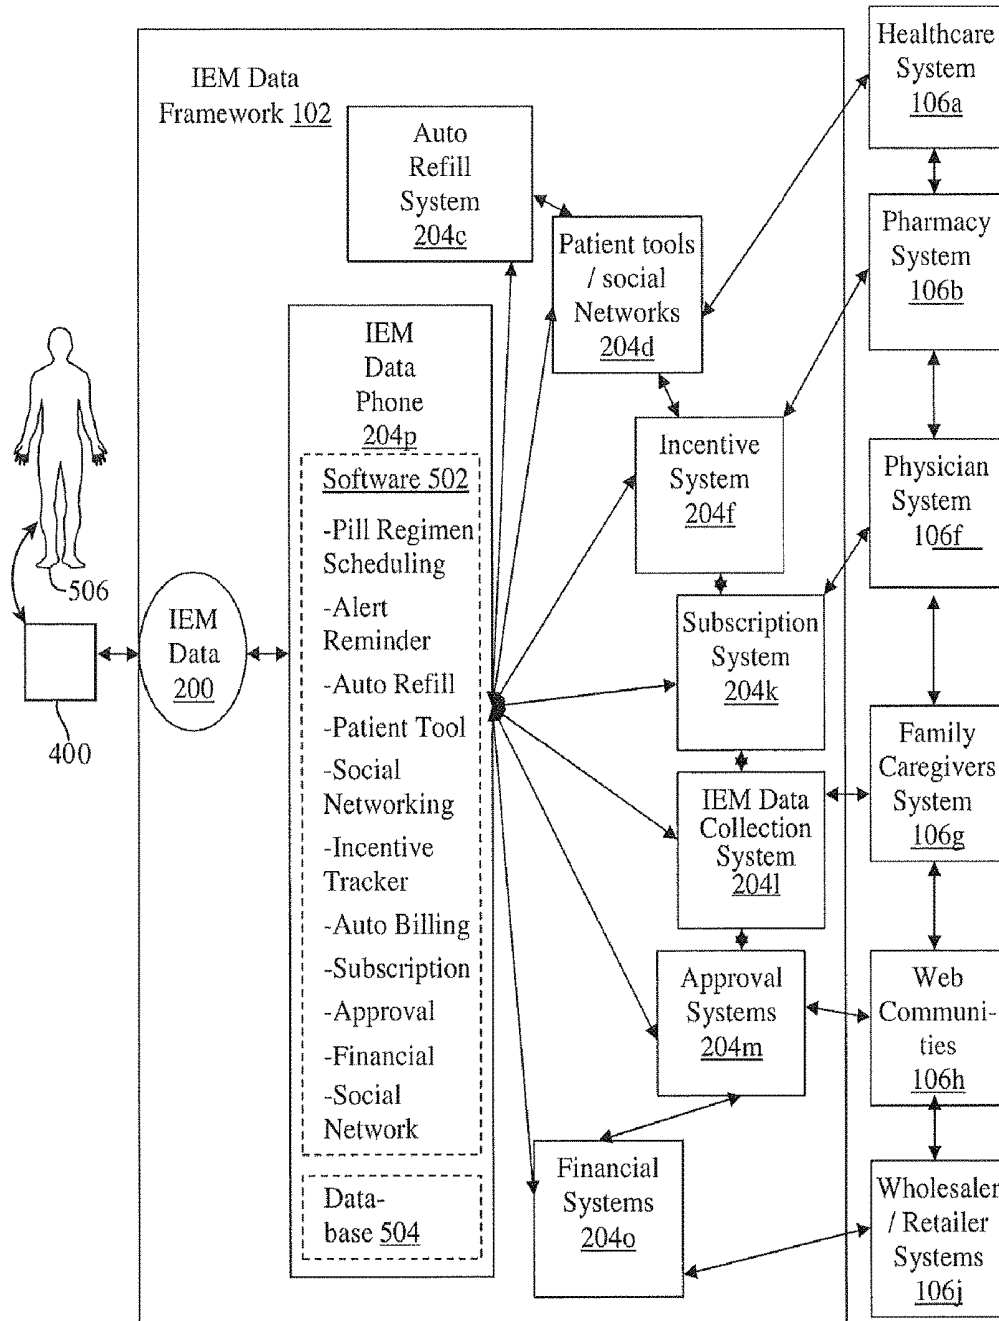 IEM Data
Framework 102
Auto
Refill
System
204c
Patient tools
/ social
Networks
204d
IEM
Data
Phone
204p
Software 502
-Pill Regimen
Scheduling
-Alert
Reminder
-Auto Refill
-Patient Tool
-Social
Networking
-Incentive
Tracker
-Auto Billing
-Subscription
-Approval
-Financial
-Social
Network
Data-
base 504
506
400
IEM
Data
200
Incentive
System
204f
Subscription
System
204k
IEM Data
Collection
System
204l
Approval
Systems
204m
Financial
Systems
204o
Healthcare
System
106a
Pharmacy
System
106b
Physician
System
106f
Family
Caregivers
System
106g
Web
Communi-
ties
106h
Wholesaler
/ Retailer
Systems
106j